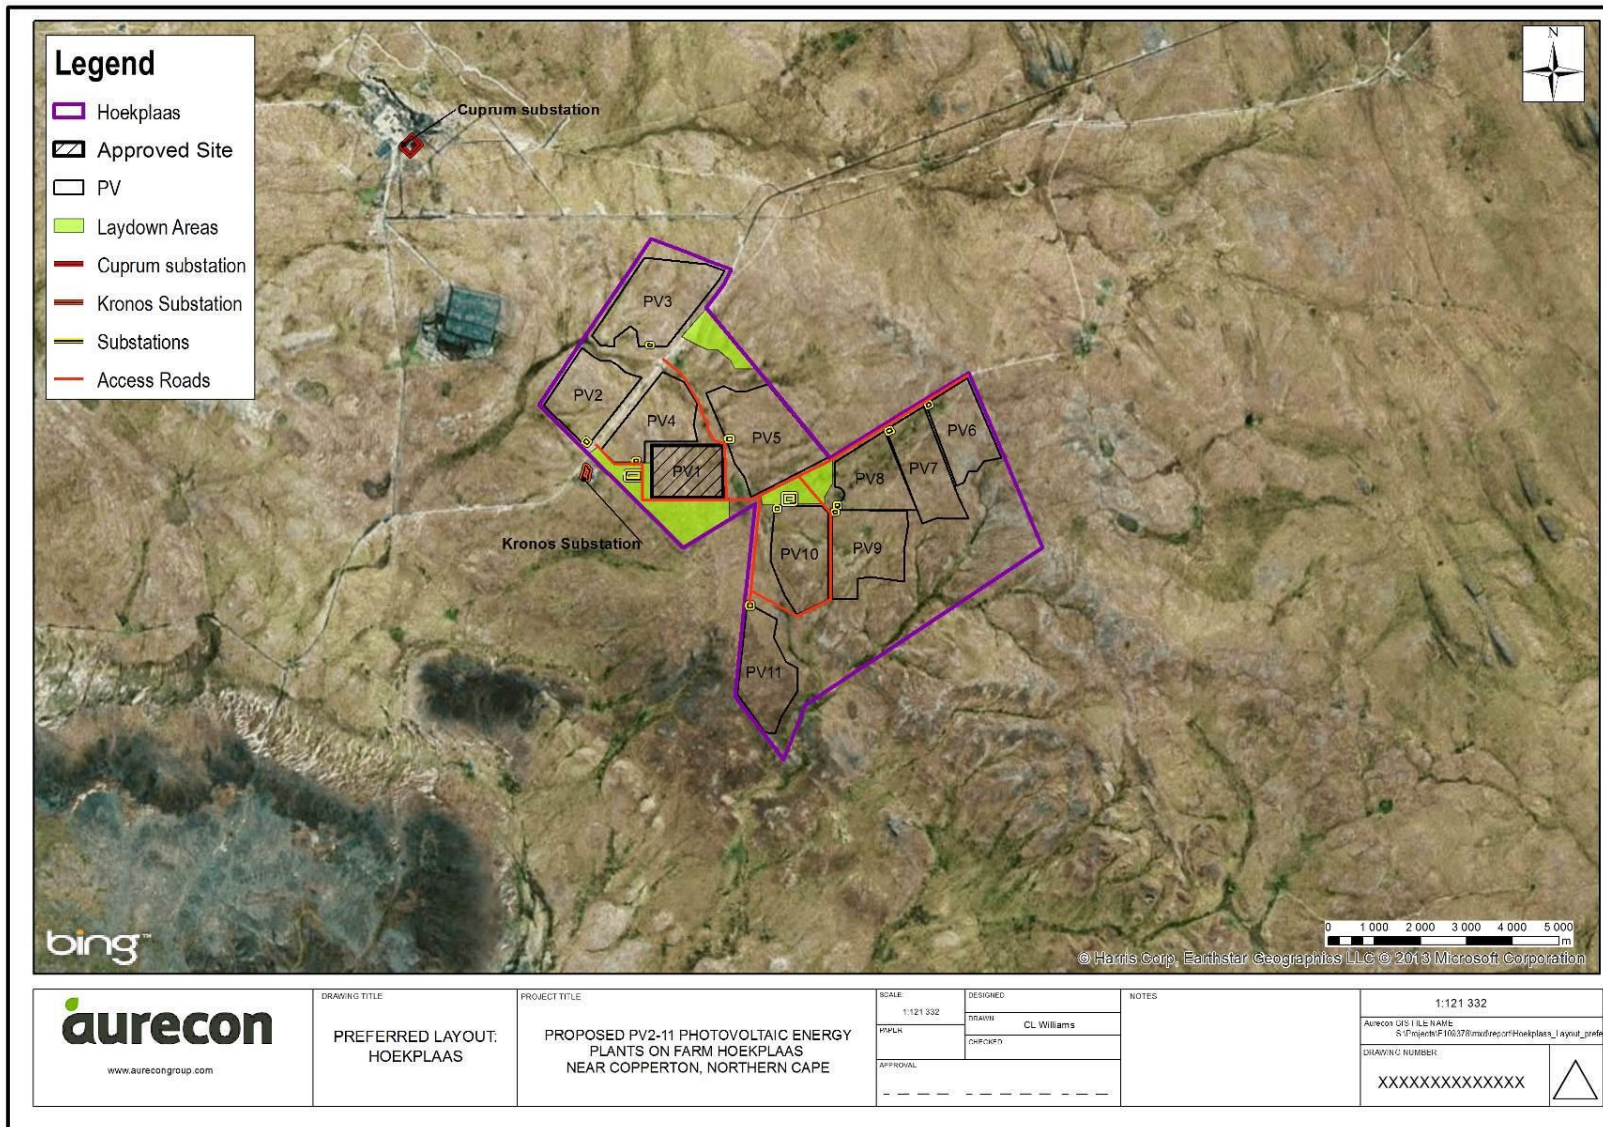 Legend
Hoekplaas
Approved Site
PV
Laydown Areas
Cuprum substation
Kronos Substation
Substations
Access Roads
Cuprum substation
N
PV3
PV2
PV4
PV5
PV6
PV1
PV8
PV7
Kronos Substation
PV10
PV9
PV11
bing™
0 1 000 2 000 3 000 4 000 5 000
m
© Harris Corp, Earthstar Geographics LLC © 2013 Microsoft Corporation
aurecon
www.aurecongroup.com
DRAWING TITLE
PREFERRED LAYOUT:
HOEKPLAAS
PROJECT TITLE
PROPOSED PV2-11 PHOTOVOLTAIC ENERGY
PLANTS ON FARM HOEKPLAAS
NEAR COPPERTON, NORTHERN CAPE
SCALE
1:121 332
PAPER
APPROVAL
DESIGNED
DRAWN
CL Williams
CHECKED
NOTES
1:121 332
Aurecon GIS FILE NAME
DRAWING NUMBER
XXXXXXXXXXXXXX